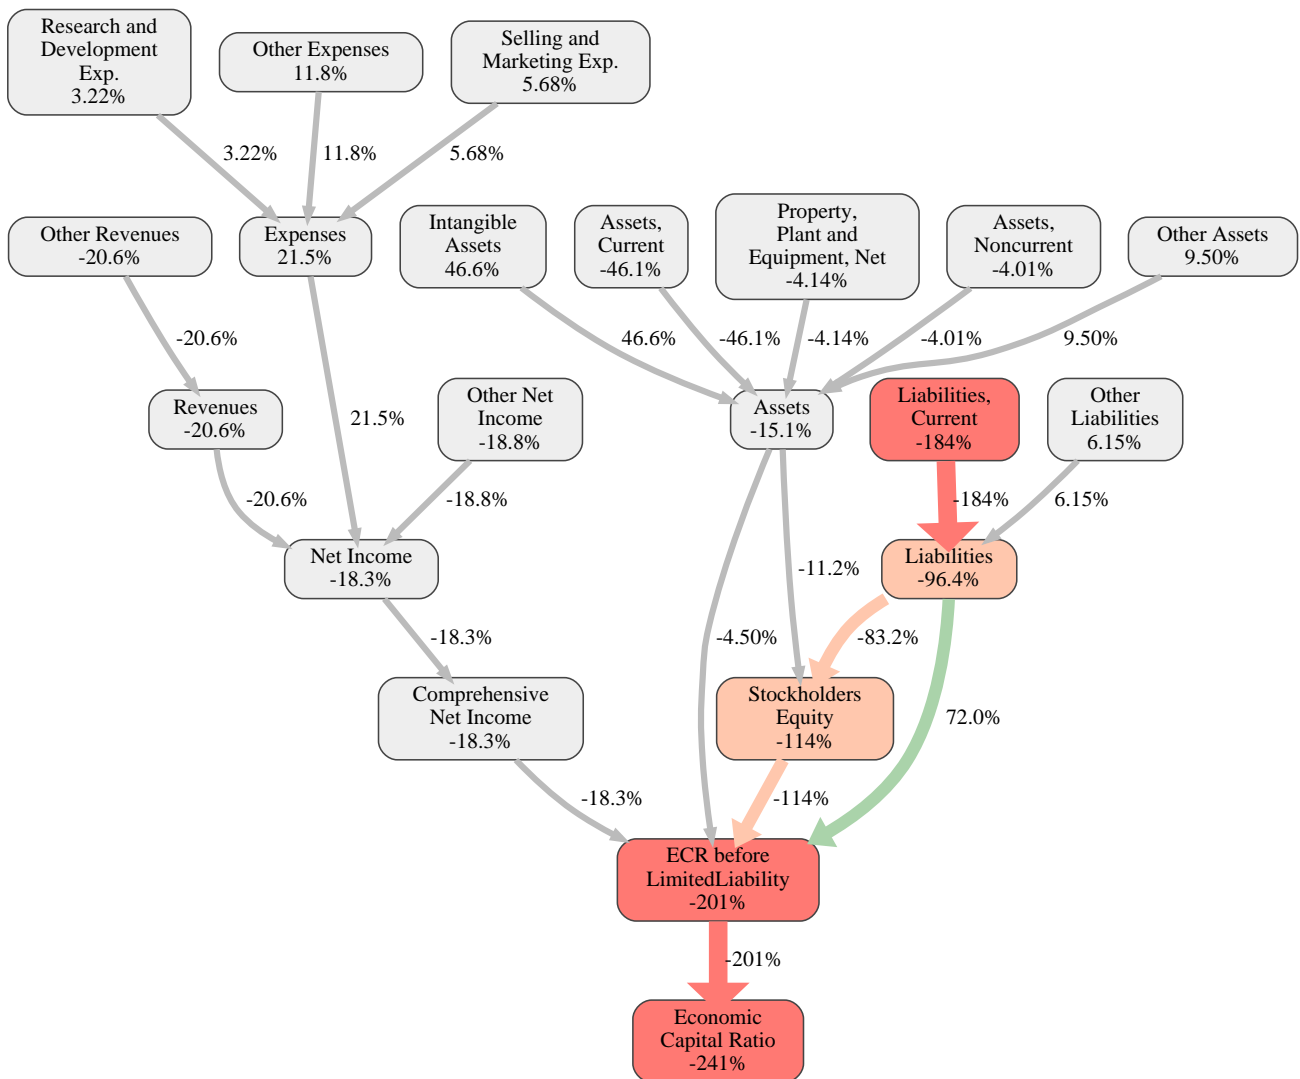 Research and
Development
Exp.
3.22%
Other Expenses
11.8%
Selling and
Marketing Exp.
5.68%
3.22%
11.8%
5.68%
Other Revenues
-20.6%
Expenses
21.5%
Intangible
Assets
46.6%
Assets,
Current
-46.1%
Property,
Plant and
Equipment, Net
-4.14%
Assets,
Noncurrent
-4.01%
Other Assets
9.50%
-20.6%
46.6%
-46.1%
-4.14%
-4.01%
9.50%
Revenues
-20.6%
21.5%
Other Net
Income
-18.8%
Assets
-15.1%
Liabilities,
Current
-184%
Other
Liabilities
6.15%
-20.6%
-18.8%
-184%
6.15%
Net Income
-18.3%
-11.2%
Liabilities
-96.4%
-18.3%
-4.50%
-83.2%
Comprehensive
Net Income
-18.3%
Stockholders
Equity
-114%
72.0%
-18.3%
-114%
ECR before
LimitedLiability
-201%
-201%
Economic
Capital Ratio
-241%